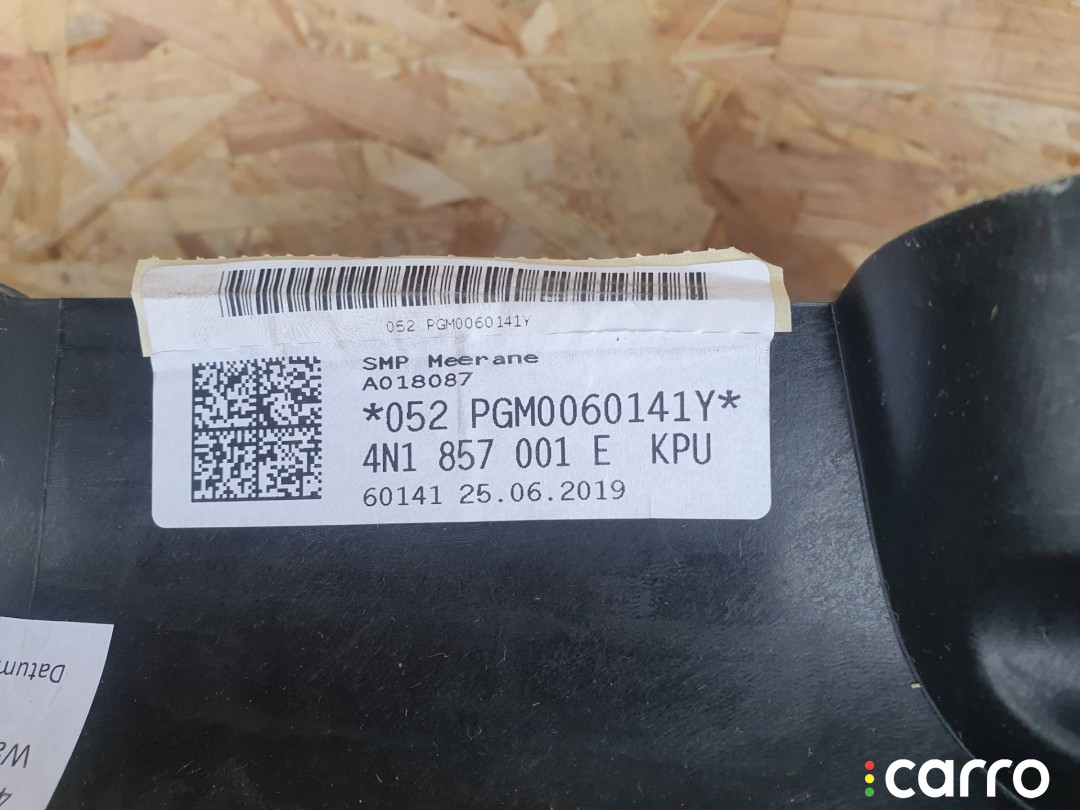 052 PGM0060141Y
SMP Meerane
A018087
*052 PGM0060141Y*
4N1 857 001 E KPU
60141 25.06.2019
Datum
carro